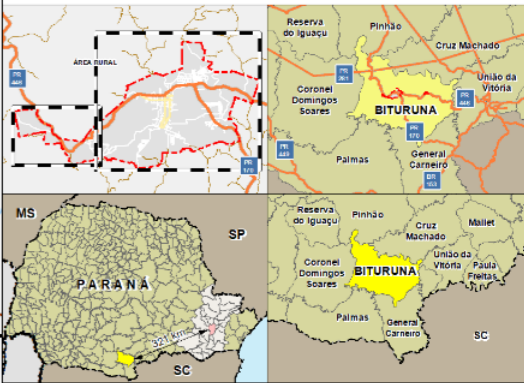 PR
446
ÁREA RURAL
PR
170
Reserva
do Iguaçu
Pinhão
Cruz Machado
União da
Vitória
PR
281
Coronel
Domingos
Soares
BITURUNA
PR
446
PR
170
PR
449
Palmas
General
Carneiro
BR
153
MS
SP
PARANÁ
321 km
SC
Reserva
do Iguaçu
Pinhão
Cruz
Machado
Mallet
Coronel
Domingos
Soares
BITURUNA
União da
Vitória
Paula
Freitas
Palmas
General
Carneiro
SC